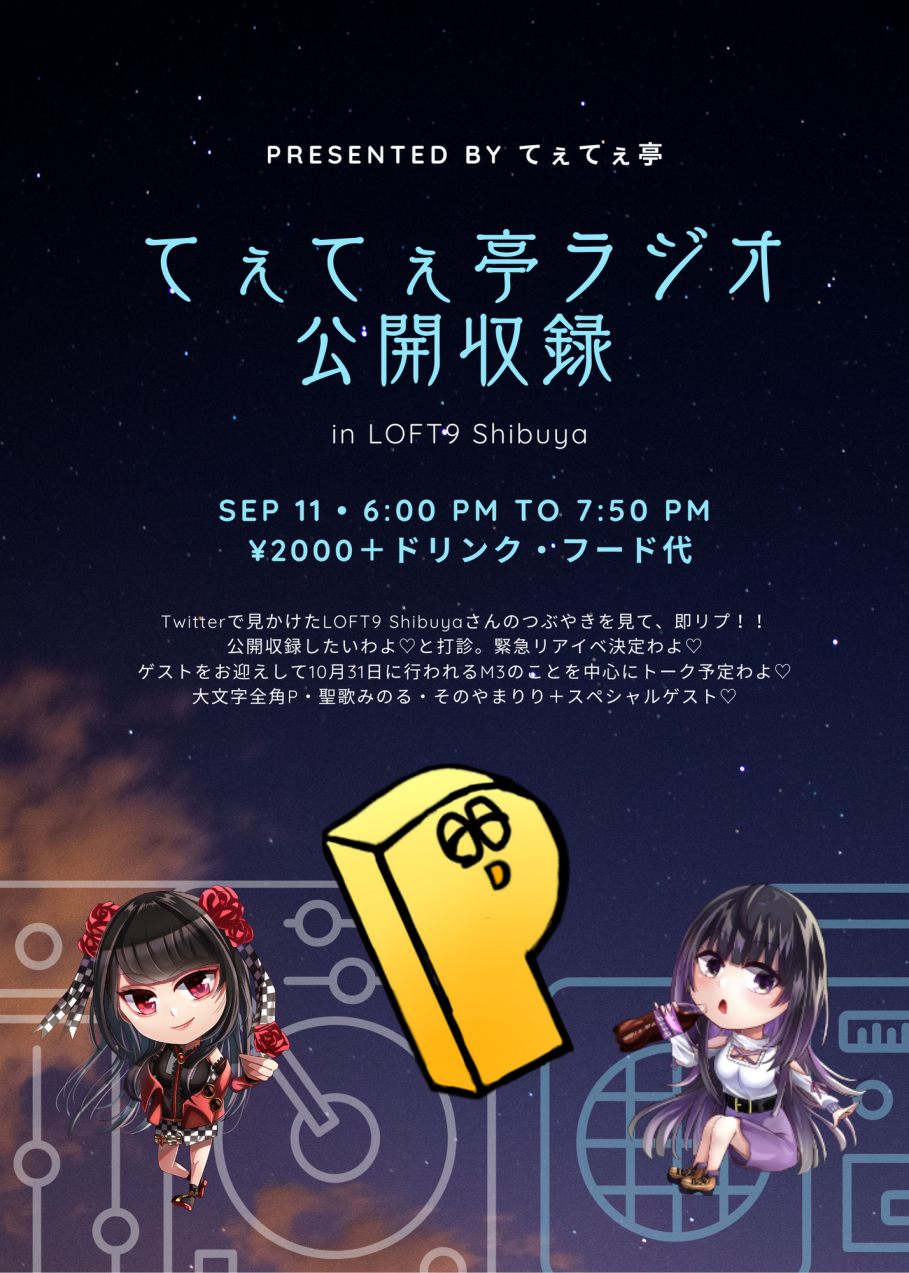 PRESENTED BY てぇてぇ亭
てぇてぇ亭ラジオ
公開収録
in LOFT9 Shibuya
SEP 11 • 6:00 PM TO 7:50 PM
¥2000＋ドリンク・フード代
Twitterで見かけたLOFT9 Shibuyaさんのつぶやきを見て、即リプ！！
公開収録したいわよ♡と打診。緊急リアイベ決定わよ♡
ゲストをお迎えして10月31日に行われるM3のことを中心にトーク予定わよ♡
大文字全角P・聖歌みのる・そのやまりり＋スペシャルゲスト♡